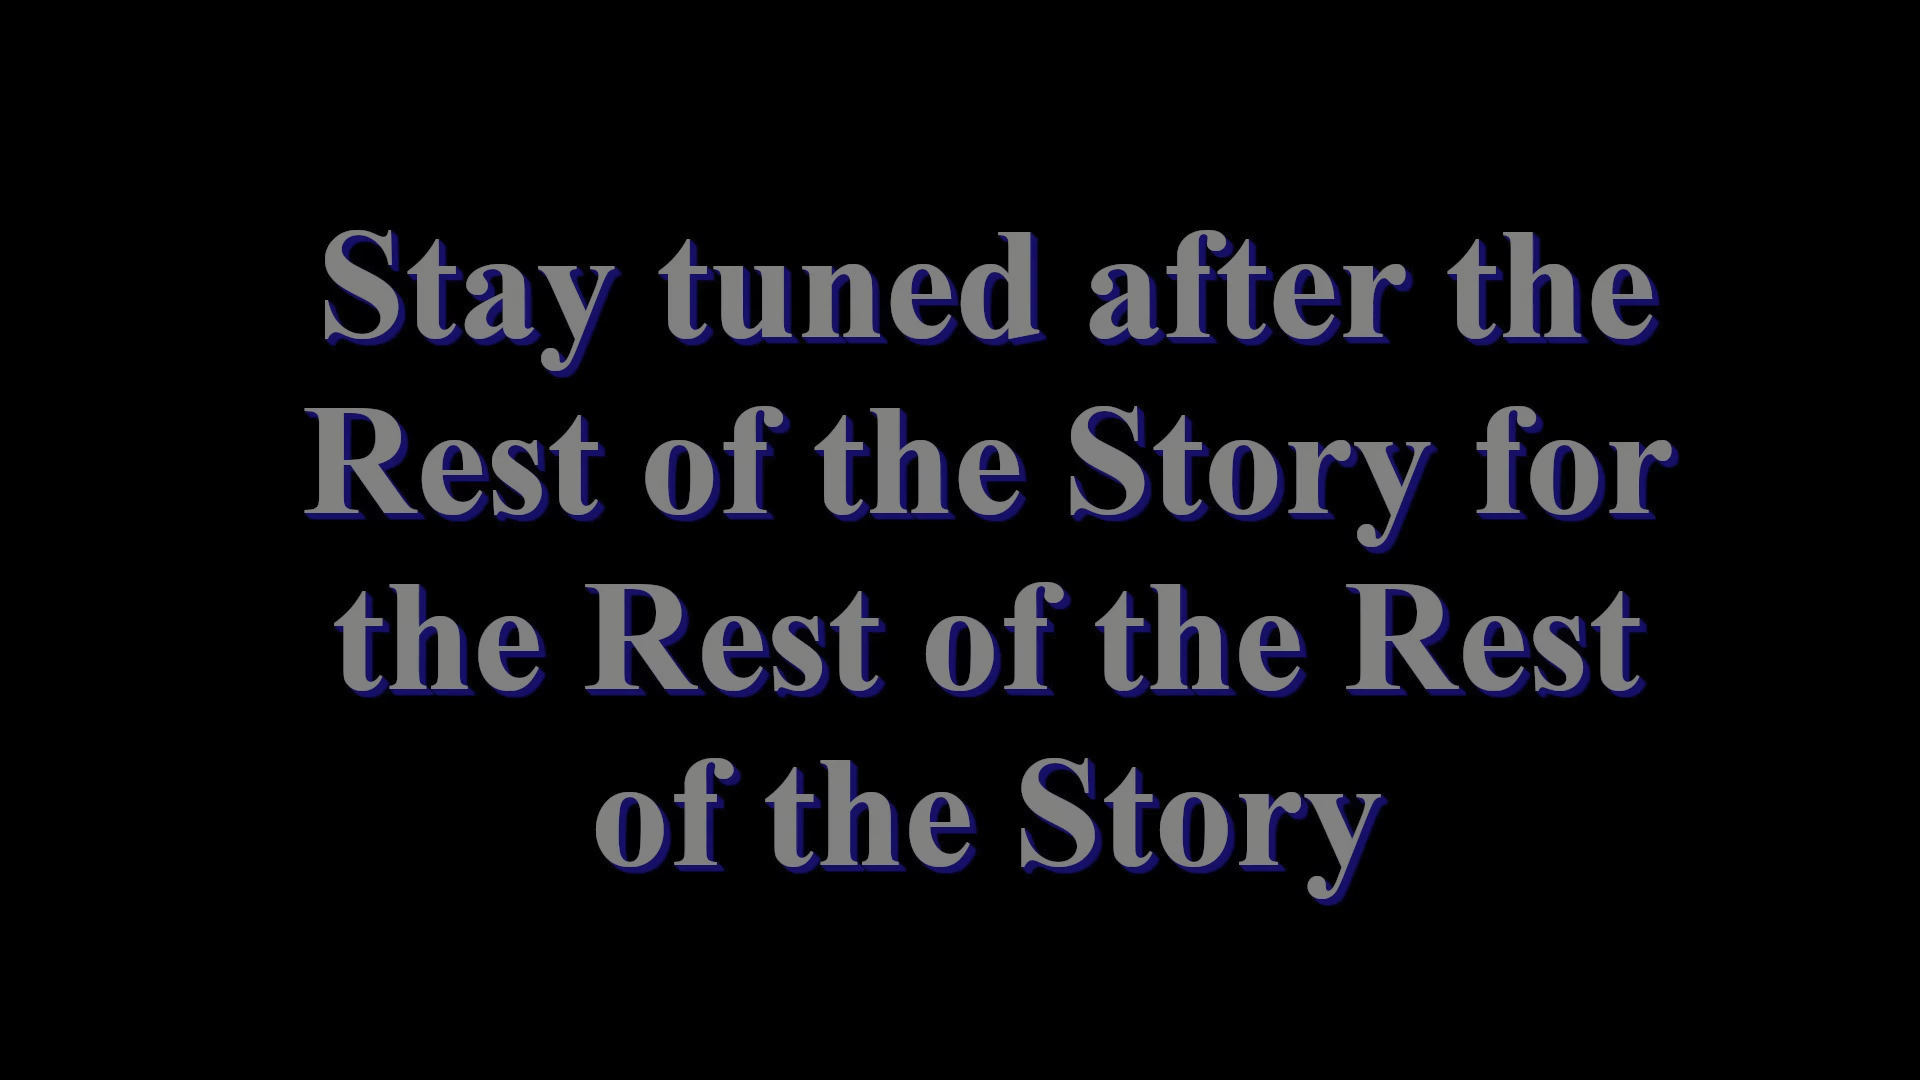 Stay tuned after the
Rest of the Story for
the Rest of the Rest
of the Story